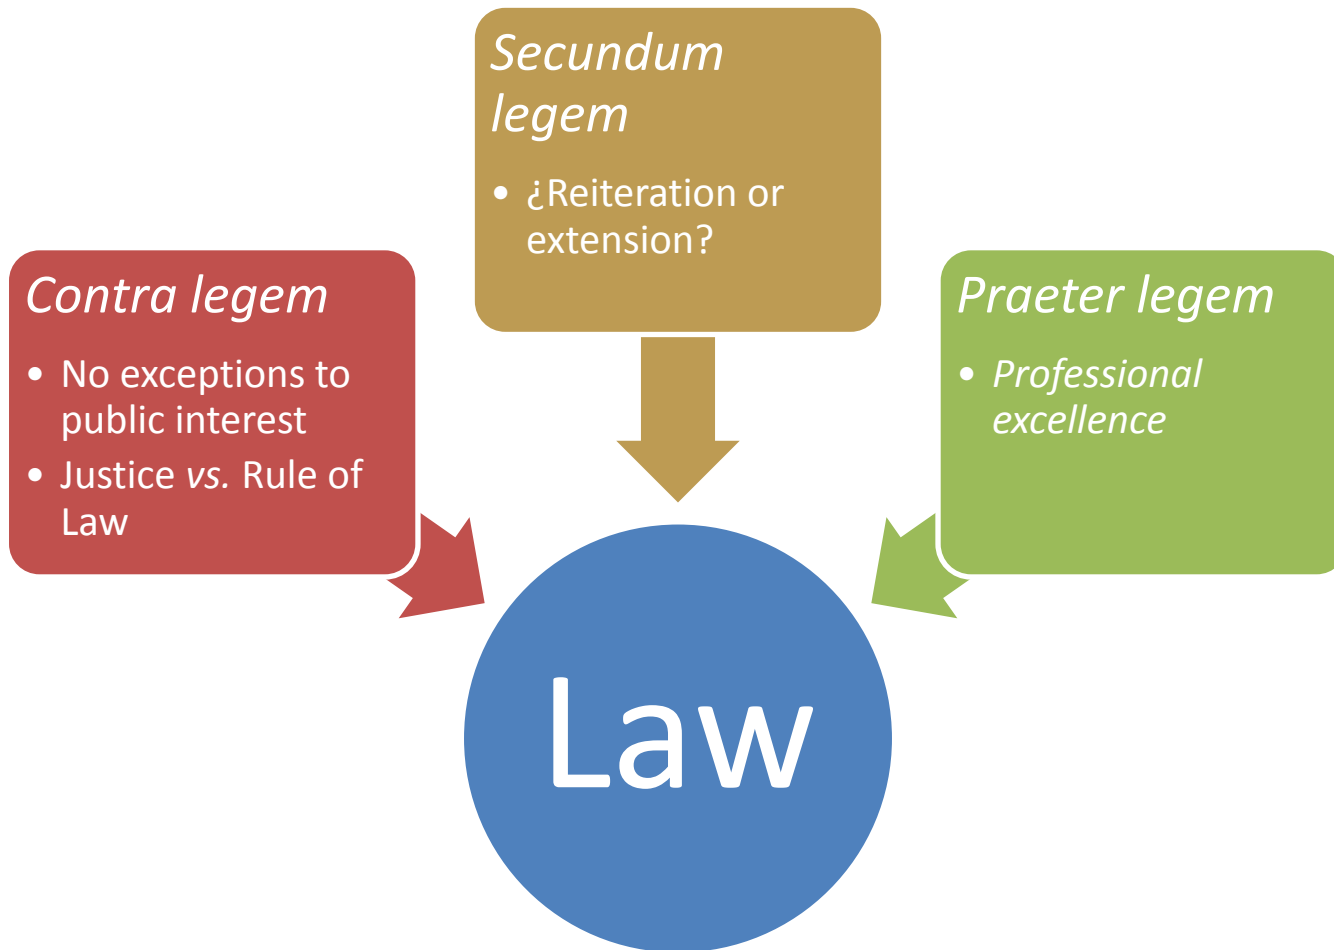 Secundum
legem
• ¿Reiteration or
extension?
Contra legem
• No exceptions to
public interest
• Justice vs. Rule of
Law
Praeter legem
• Professional
excellence
Law